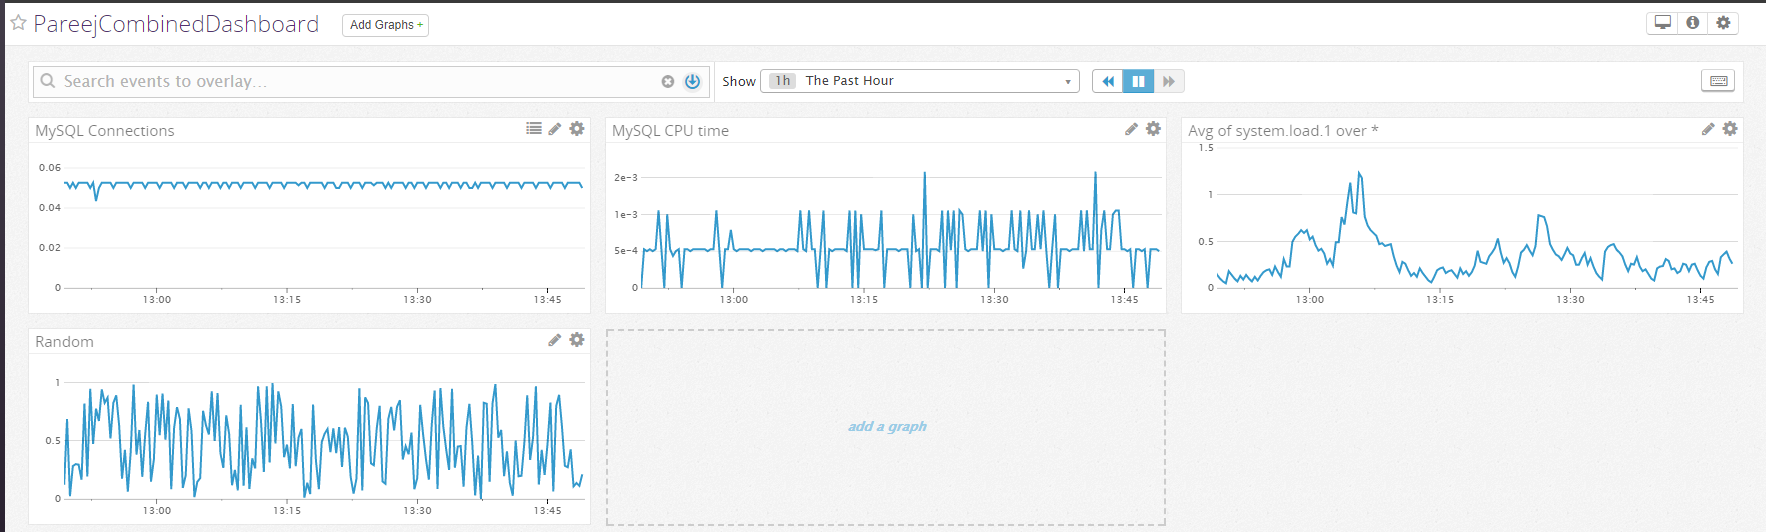 PareejCombinedDashboard
Add Graphs +
Search events to overlay...
Show
1h The Past Hour
MySQL Connections
0.06
0.04
0.02
0
13:00 13:15 13:30 13:45
MySQL CPU time
2e-3
1e-3
5e-4
0
13:00 13:15 13:30 13:45
Avg of system.load.1 over *
1.5
1
0.5
0
13:00 13:15 13:30 13:45
Random
1
0.5
0
13:00 13:15 13:30 13:45
add a graph